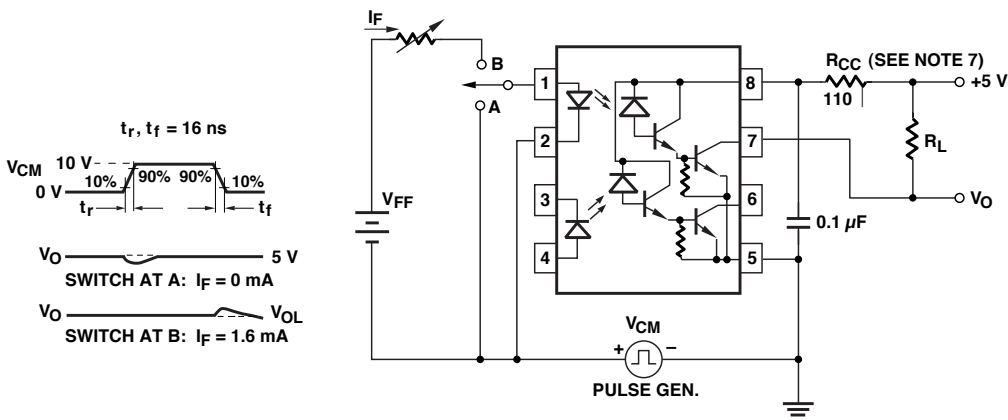 t_r, t_f = 16 ns
V_CM
10 V
0 V
10%
90%
90%
10%
t_r
t_f
V_O
5 V
SWITCH AT A: I_F = 0 mA
V_O
V_OL
SWITCH AT B: I_F = 1.6 mA
I_F
B
A
V_FF
+
1
2
3
4
8
7
6
5
R_CC (SEE NOTE 7)
110
+5 V
R_L
V_O
0.1 µF
V_CM
+
–
PULSE GEN.